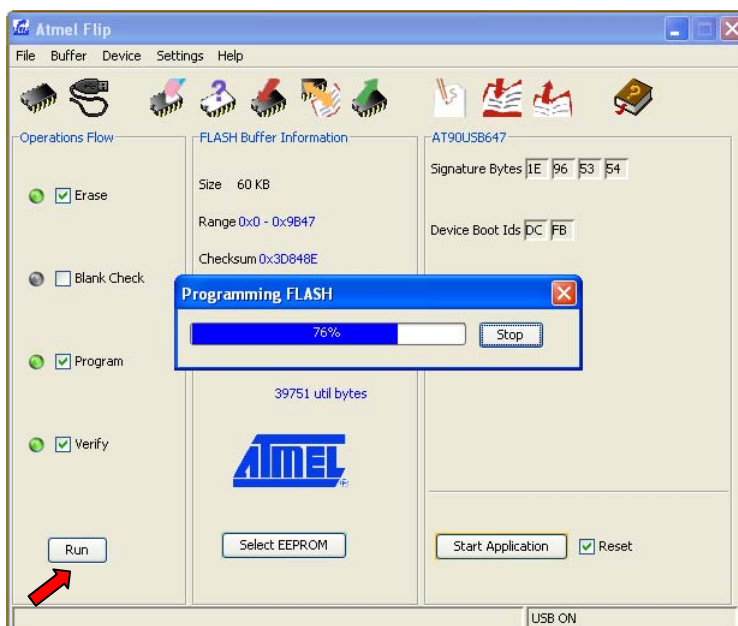 Atmel Flip
File Buffer Device Settings Help
Operations Flow
Erase
Blank Check
Program
Verify
Run
FLASH Buffer Information
Size 60 KB
Range 0x0 - 0x9B47
Checksum 0x3D848E
Programming FLASH
76%
Stop
39751 util bytes
ATMEL
®
Select EEPROM
AT90USB647
Signature Bytes 1E 96 53 54
Device Boot Ids DC FB
Start Application
Reset
USB ON